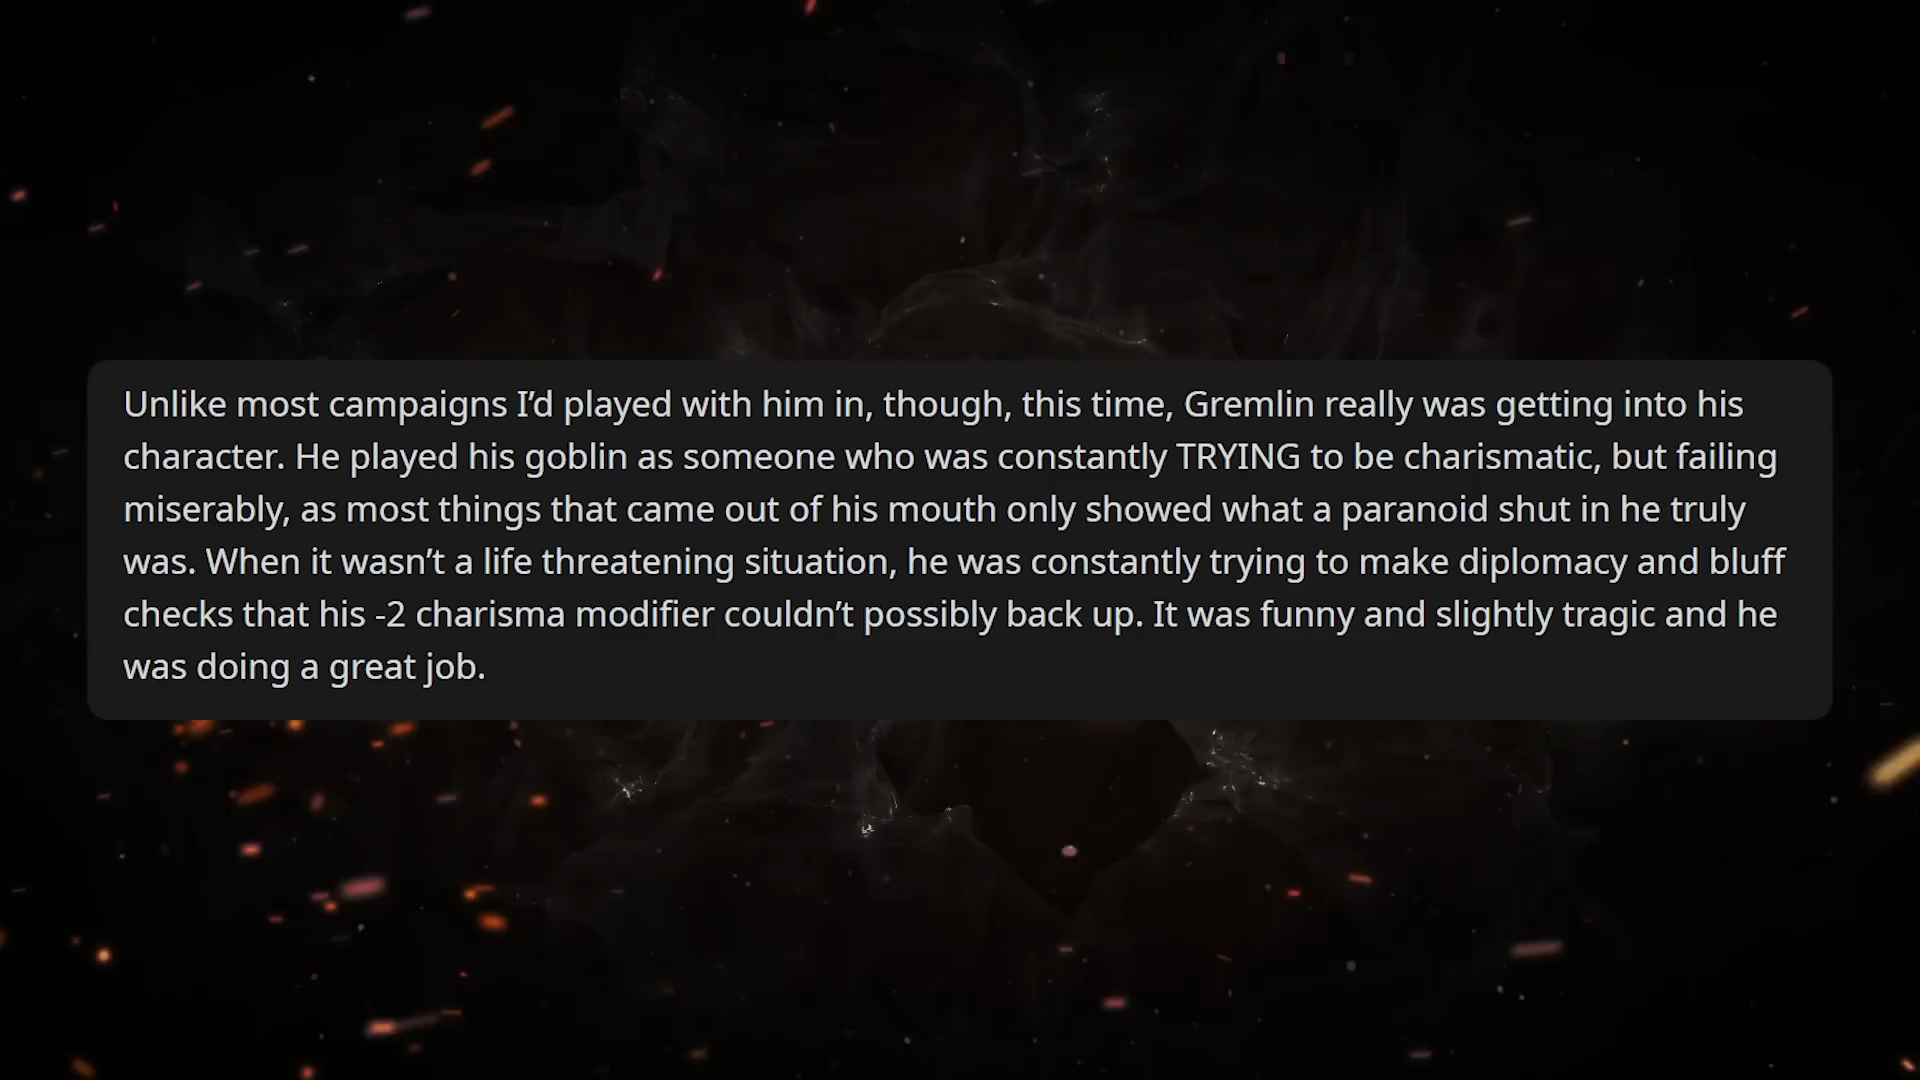 Unlike most campaigns I’d played with him in, though, this time, Gremlin really was getting into his
character. He played his goblin as someone who was constantly TRYING to be charismatic, but failing
miserably, as most things that came out of his mouth only showed what a paranoid shut in he truly
was. When it wasn’t a life threatening situation, he was constantly trying to make diplomacy and bluff
checks that his -2 charisma modifier couldn’t possibly back up. It was funny and slightly tragic and he
was doing a great job.